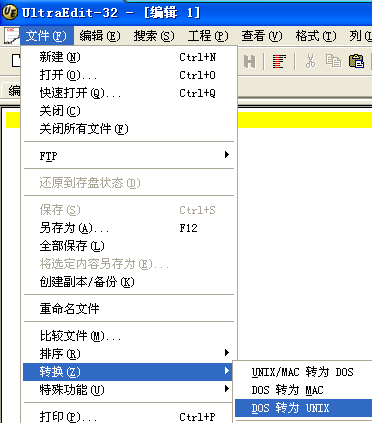 UltraEdit-32 - [编辑 1]
文件(F) 编辑(E) 搜索(S) 工程(P) 查看(V) 格式(T) 列(L
新建(N) Ctrl+N
打开(O)... Ctrl+O
快速打开(Q)... Ctrl+Q
关闭(C)
关闭所有文件(F)
FTP
还原到存盘状态(D)
保存(S) Ctrl+S
另存为(A)... F12
全部保存(L)
将选定内容另存为(E)...
创建副本/备份(K)
重命名文件
比较文件(M)...
排序(R)
转换(Z)
特殊功能(U)
打印(P)... Ctrl+P
UNIX/MAC 转为 DOS
DOS 转为 MAC
DOS 转为 UNIX